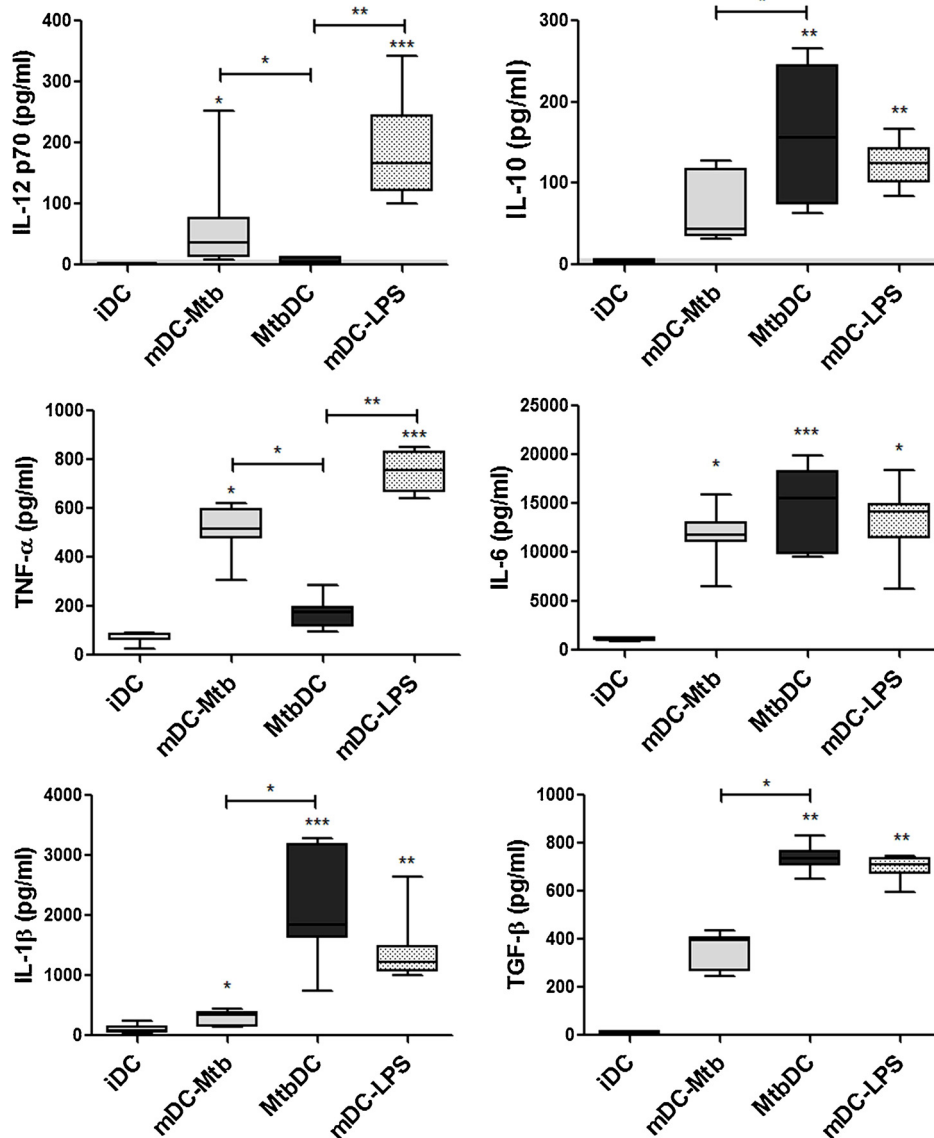 IL-12 p70 (pg/ml)
400
300
200
100
0
*
*
**
***
iDC
mDC-Mtb
MtbDC
mDC-LPS
IL-10 (pg/ml)
300
200
100
0
*
**
**
iDC
mDC-Mtb
MtbDC
mDC-LPS
TNF-α (pg/ml)
1000
800
600
400
200
0
*
*
**
***
iDC
mDC-Mtb
MtbDC
mDC-LPS
IL-6 (pg/ml)
25000
20000
15000
10000
5000
0
*
***
*
iDC
mDC-Mtb
MtbDC
mDC-LPS
IL-1β (pg/ml)
4000
3000
2000
1000
0
*
*
***
**
iDC
mDC-Mtb
MtbDC
mDC-LPS
TGF-β (pg/ml)
1000
800
600
400
200
0
*
**
**
iDC
mDC-Mtb
MtbDC
mDC-LPS